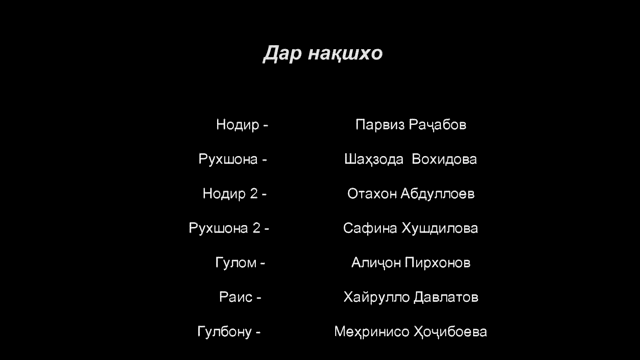 Дар нақшхо
Нодир - Парвиз Раҷабов
Рухшона - Шаҳзода Вохидова
Нодир 2 - Отахон Абдуллоев
Рухшона 2 - Сафина Хушдилова
Гулом - Алиҷон Пирхонов
Раис - Хайрулло Давлатов
Гулбону - Меҳринисо Ҳоҷибоева